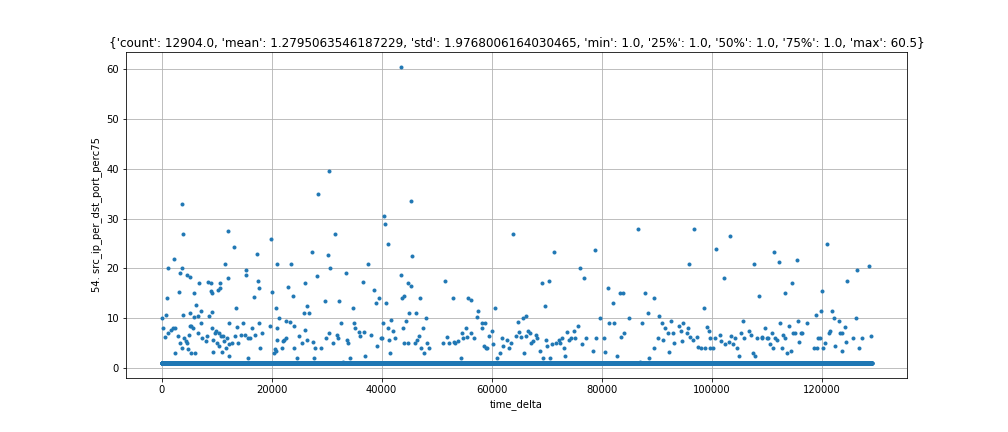 {'count': 12904.0, 'mean': 1.2795063546187229, 'std': 1.9768006164030465, 'min': 1.0, '25%': 1.0, '50%': 1.0, '75%': 1.0, 'max': 60.5}
60
50
40
30
20
10
0
54. src_ip_per_dst_port_perc75
0 20000 40000 60000 80000 100000 120000
time_delta